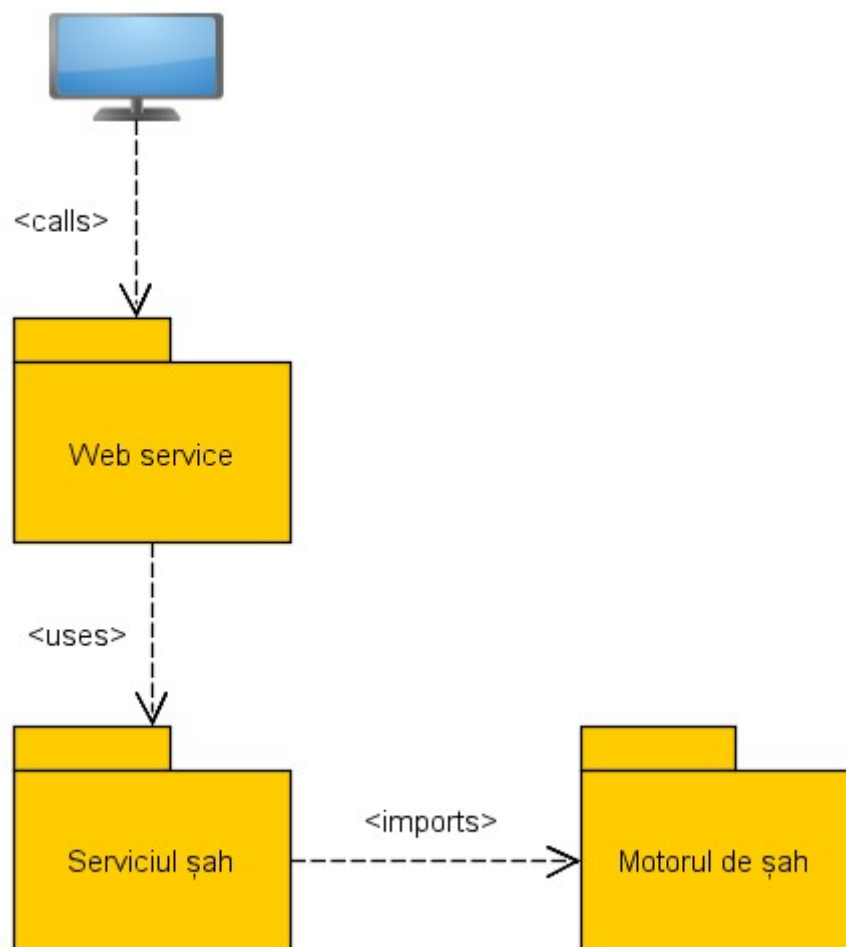 <calls>
Web service
<uses>
<imports>
Serviciul șah
Motorul de șah